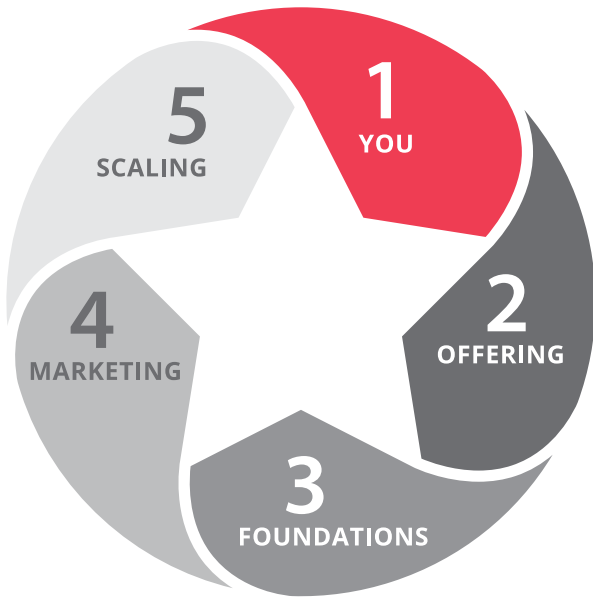 1
YOU
2
OFFERING
3
FOUNDATIONS
4
MARKETING
5
SCALING